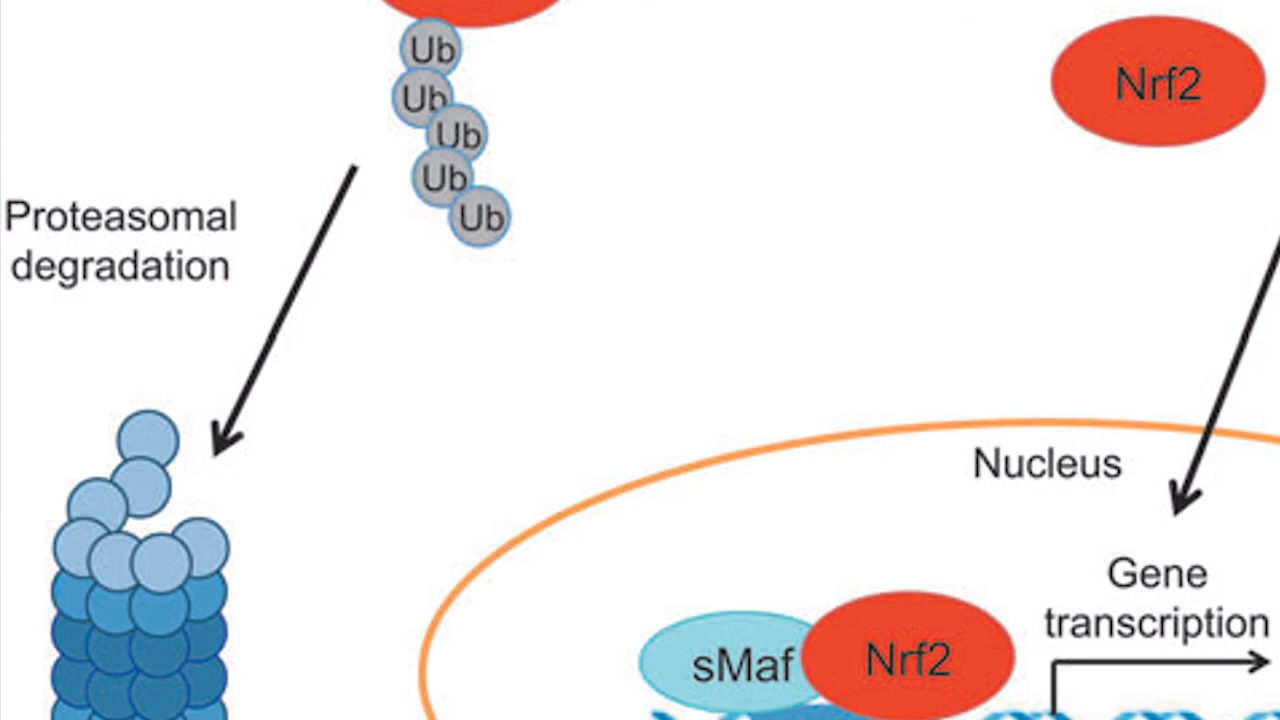 Ub
Ub
Ub
Ub
Ub
Nrf2
Proteasomal
degradation
Nucleus
Gene
transcription
sMaf
Nrf2